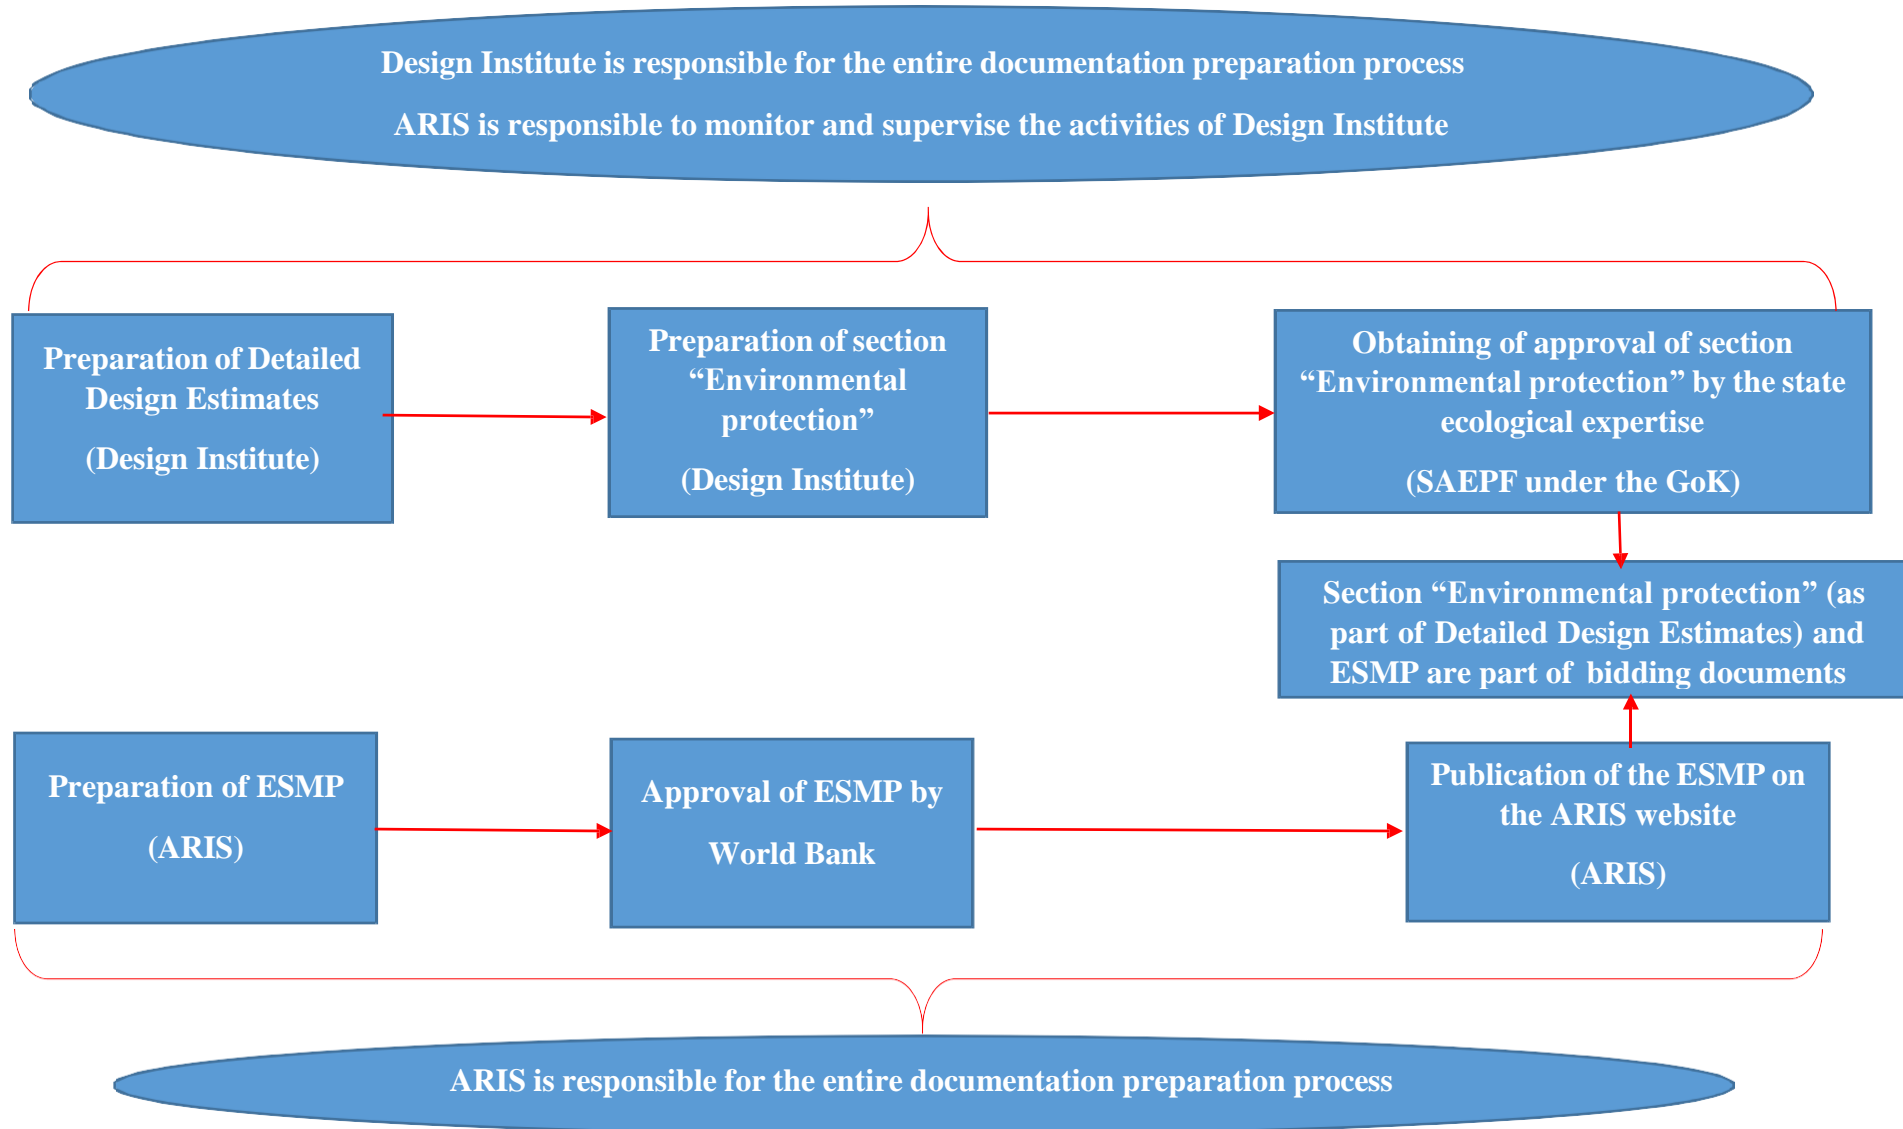 Design Institute is responsible for the entire documentation preparation process
ARIS is responsible to monitor and supervise the activities of Design Institute
Preparation of Detailed
Design Estimates
(Design Institute)
Preparation of section
“Environmental
protection”
(Design Institute)
Obtaining of approval of section
“Environmental protection” by the state
ecological expertise
(SAEPF under the GoK)
Section “Environmental protection” (as
part of Detailed Design Estimates) and
ESMP are part of bidding documents
Preparation of ESMP
(ARIS)
Approval of ESMP by
World Bank
Publication of the ESMP on
the ARIS website
(ARIS)
ARIS is responsible for the entire documentation preparation process